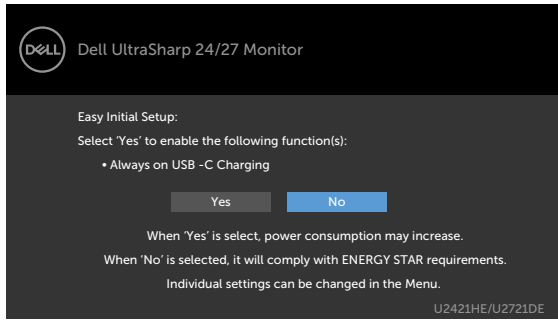 DELL
Dell UltraSharp 24/27 Monitor
Easy Initial Setup:
Select 'Yes' to enable the following function(s):
• Always on USB -C Charging
Yes No
When 'Yes' is select, power consumption may increase.
When 'No' is selected, it will comply with ENERGY STAR requirements.
Individual settings can be changed in the Menu.
U2421HE/U2721DE